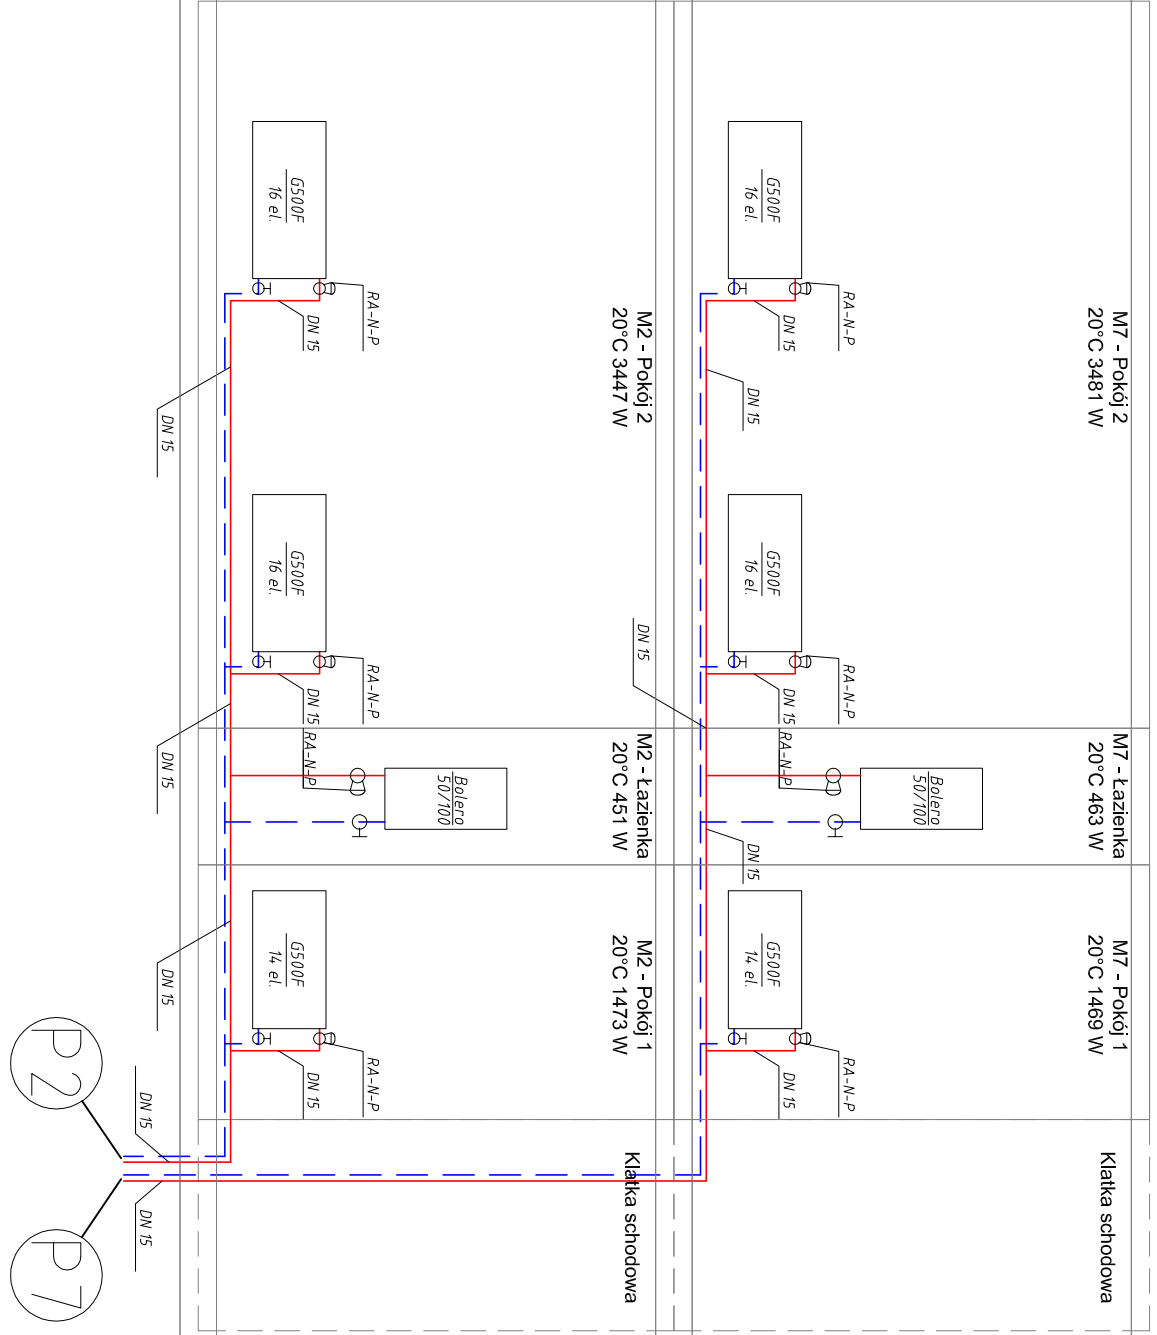 M7 - Pokój 2
20°C 3481 W
M7 - Łazienka
20°C 463 W
M7 - Pokój 1
20°C 1469 W
Klatka schodowa
G500F
16 el.
RA-N-P
DN 15
DN 15
G500F
16 el.
RA-N-P
DN 15
RA-N-P
Bolero
50/100
DN 15
G500F
14 el.
RA-N-P
DN 15
DN 15
M2 - Pokój 2
20°C 3447 W
M2 - Łazienka
20°C 451 W
M2 - Pokój 1
20°C 1473 W
Klatka schodowa
G500F
16 el.
RA-N-P
DN 15
DN 15
G500F
16 el.
RA-N-P
DN 15
RA-N-P
Bolero
50/100
DN 15
G500F
14 el.
RA-N-P
DN 15
DN 15
DN 15
DN 15
P2
P7